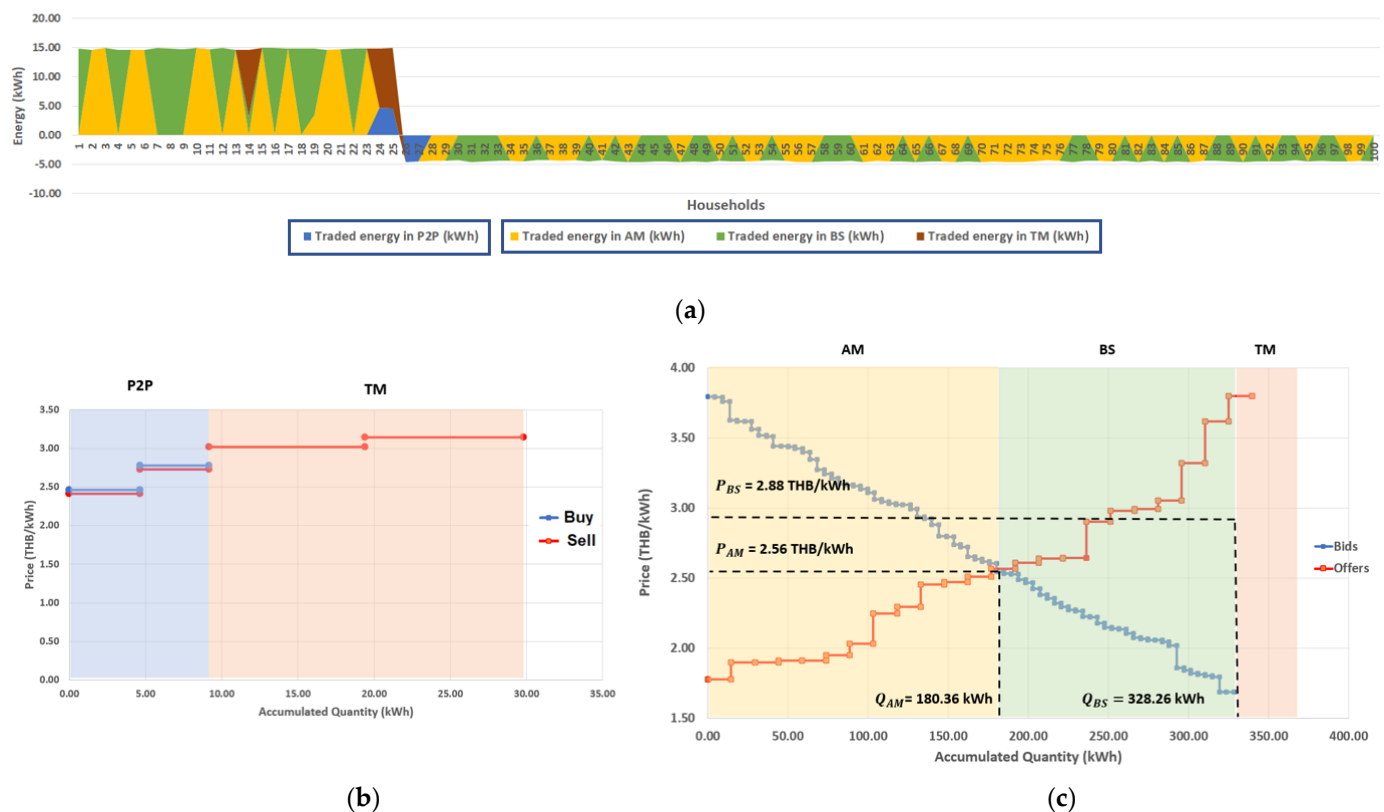 20.00
15.00
10.00
5.00
0.00
-5.00
-10.00
Energy (kWh)
1 2 3 4 5 6 7 8 9 10 11 12 13 14 15 16 17 18 19 20 21 22 23 24 25 26 27 28 29 30 31 32 33 34 35 36 37 38 39 40 41 42 43 44 45 46 47 48 49 50 51 52 53 54 55 56 57 58 59 60 61 62 63 64 65 66 67 68 69 70 71 72 73 74 75 76 77 78 79 80 81 82 83 84 85 86 87 88 89 90 91 92 93 94 95 96 97 98 99 100
Households
Traded energy in P2P (kWh) Traded energy in AM (kWh) Traded energy in BS (kWh) Traded energy in TM (kWh)
(a)
P2P TM
3.50
3.00
2.50
2.00
1.50
1.00
0.50
0.00
Price (THB/kWh)
Buy
Sell
0.00 5.00 10.00 15.00 20.00 25.00 30.00 35.00
Accumulated Quantity (kWh)
(b)
AM BS TM
4.00
3.50
3.00
2.50
2.00
1.50
Price (THB/kWh)
P_BS = 2.88 THB/kWh
P_AM = 2.56 THB/kWh
Bids
Offers
Q_AM= 180.36 kWh Q_BS= 328.26 kWh
0.00 50.00 100.00 150.00 200.00 250.00 300.00 350.00 400.00
Accumulated Quantity (kWh)
(c)